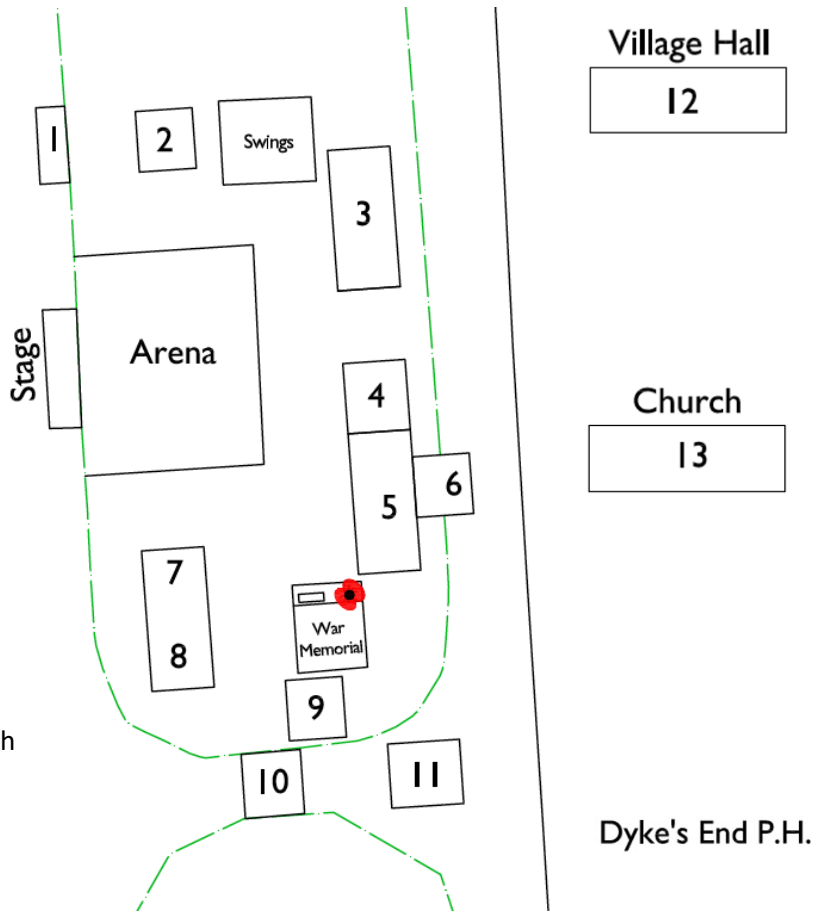 Village Hall
12
1
2
Swings
3
Stage
Arena
4
Church
13
5
6
7
8
War
Memorial
9
h
10
11
Dyke's End P.H.